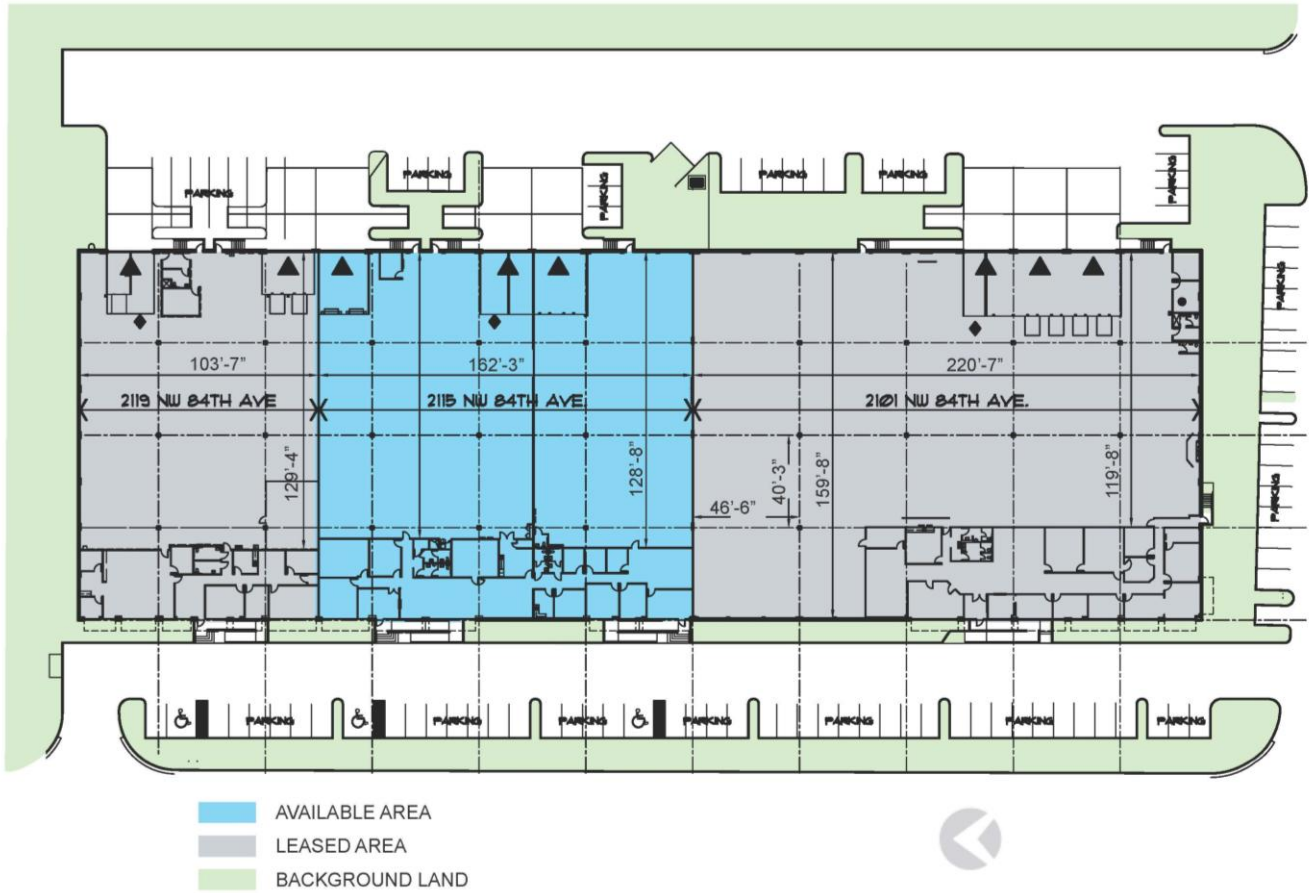 PARKING
PARKING
PARKING
PARKING
PARKING
PARKING
PARKING
103'-7"
162'-3"
220'-7"
2119 NW 84TH AVE
2115 NW 84TH AVE.
2101 NW 84TH AVE.
129'-4"
128'-8"
46'-6"
40'-3"
159'-8"
119'-8"
PARKING
PARKING
PARKING
PARKING
PARKING
PARKING
PARKING
PARKING
AVAILABLE AREA
LEASED AREA
BACKGROUND LAND